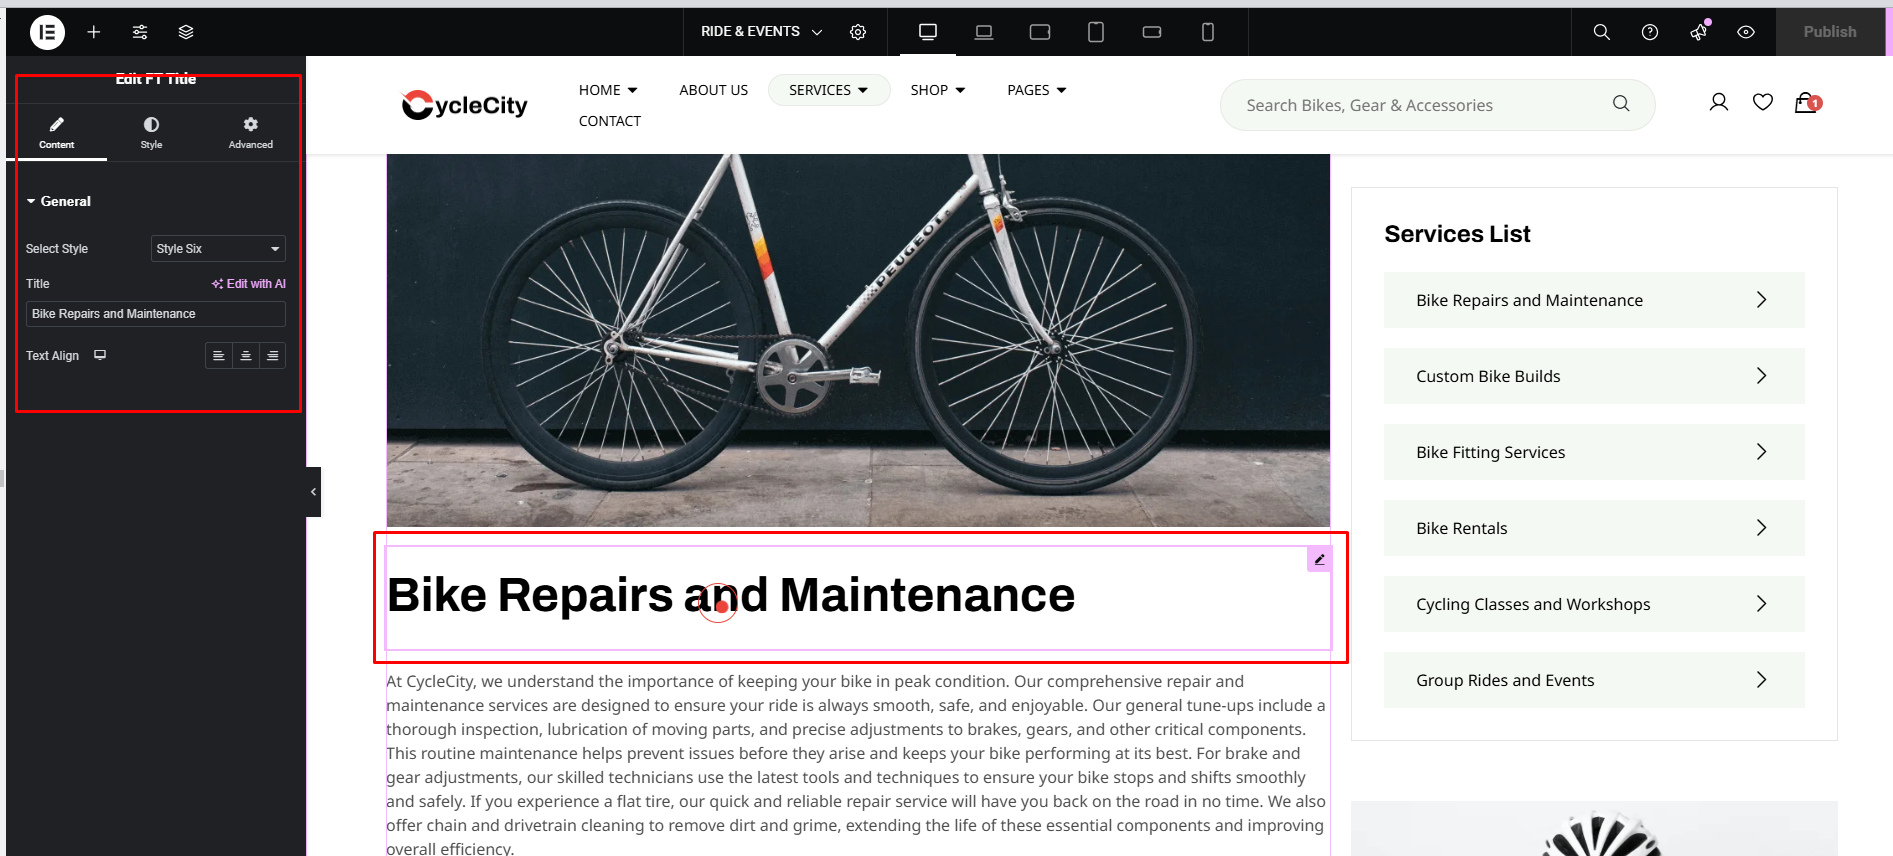 RIDE & EVENTS
Publish
Edit FT Title
Content
Style
Advanced
General
Select Style
Style Six
Title
Edit with AI
Bike Repairs and Maintenance
Text Align
CycleCity
HOME
ABOUT US
SERVICES
SHOP
PAGES
CONTACT
Search Bikes, Gear & Accessories
1
PEUGEOT
Bike Repairs and Maintenance
At CycleCity, we understand the importance of keeping your bike in peak condition. Our comprehensive repair and
maintenance services are designed to ensure your ride is always smooth, safe, and enjoyable. Our general tune-ups include a
thorough inspection, lubrication of moving parts, and precise adjustments to brakes, gears, and other critical components.
This routine maintenance helps prevent issues before they arise and keeps your bike performing at its best. For brake and
gear adjustments, our skilled technicians use the latest tools and techniques to ensure your bike stops and shifts smoothly
and safely. If you experience a flat tire, our quick and reliable repair service will have you back on the road in no time. We also
offer chain and drivetrain cleaning to remove dirt and grime, extending the life of these essential components and improving
overall efficiency.
Services List
Bike Repairs and Maintenance
Custom Bike Builds
Bike Fitting Services
Bike Rentals
Cycling Classes and Workshops
Group Rides and Events